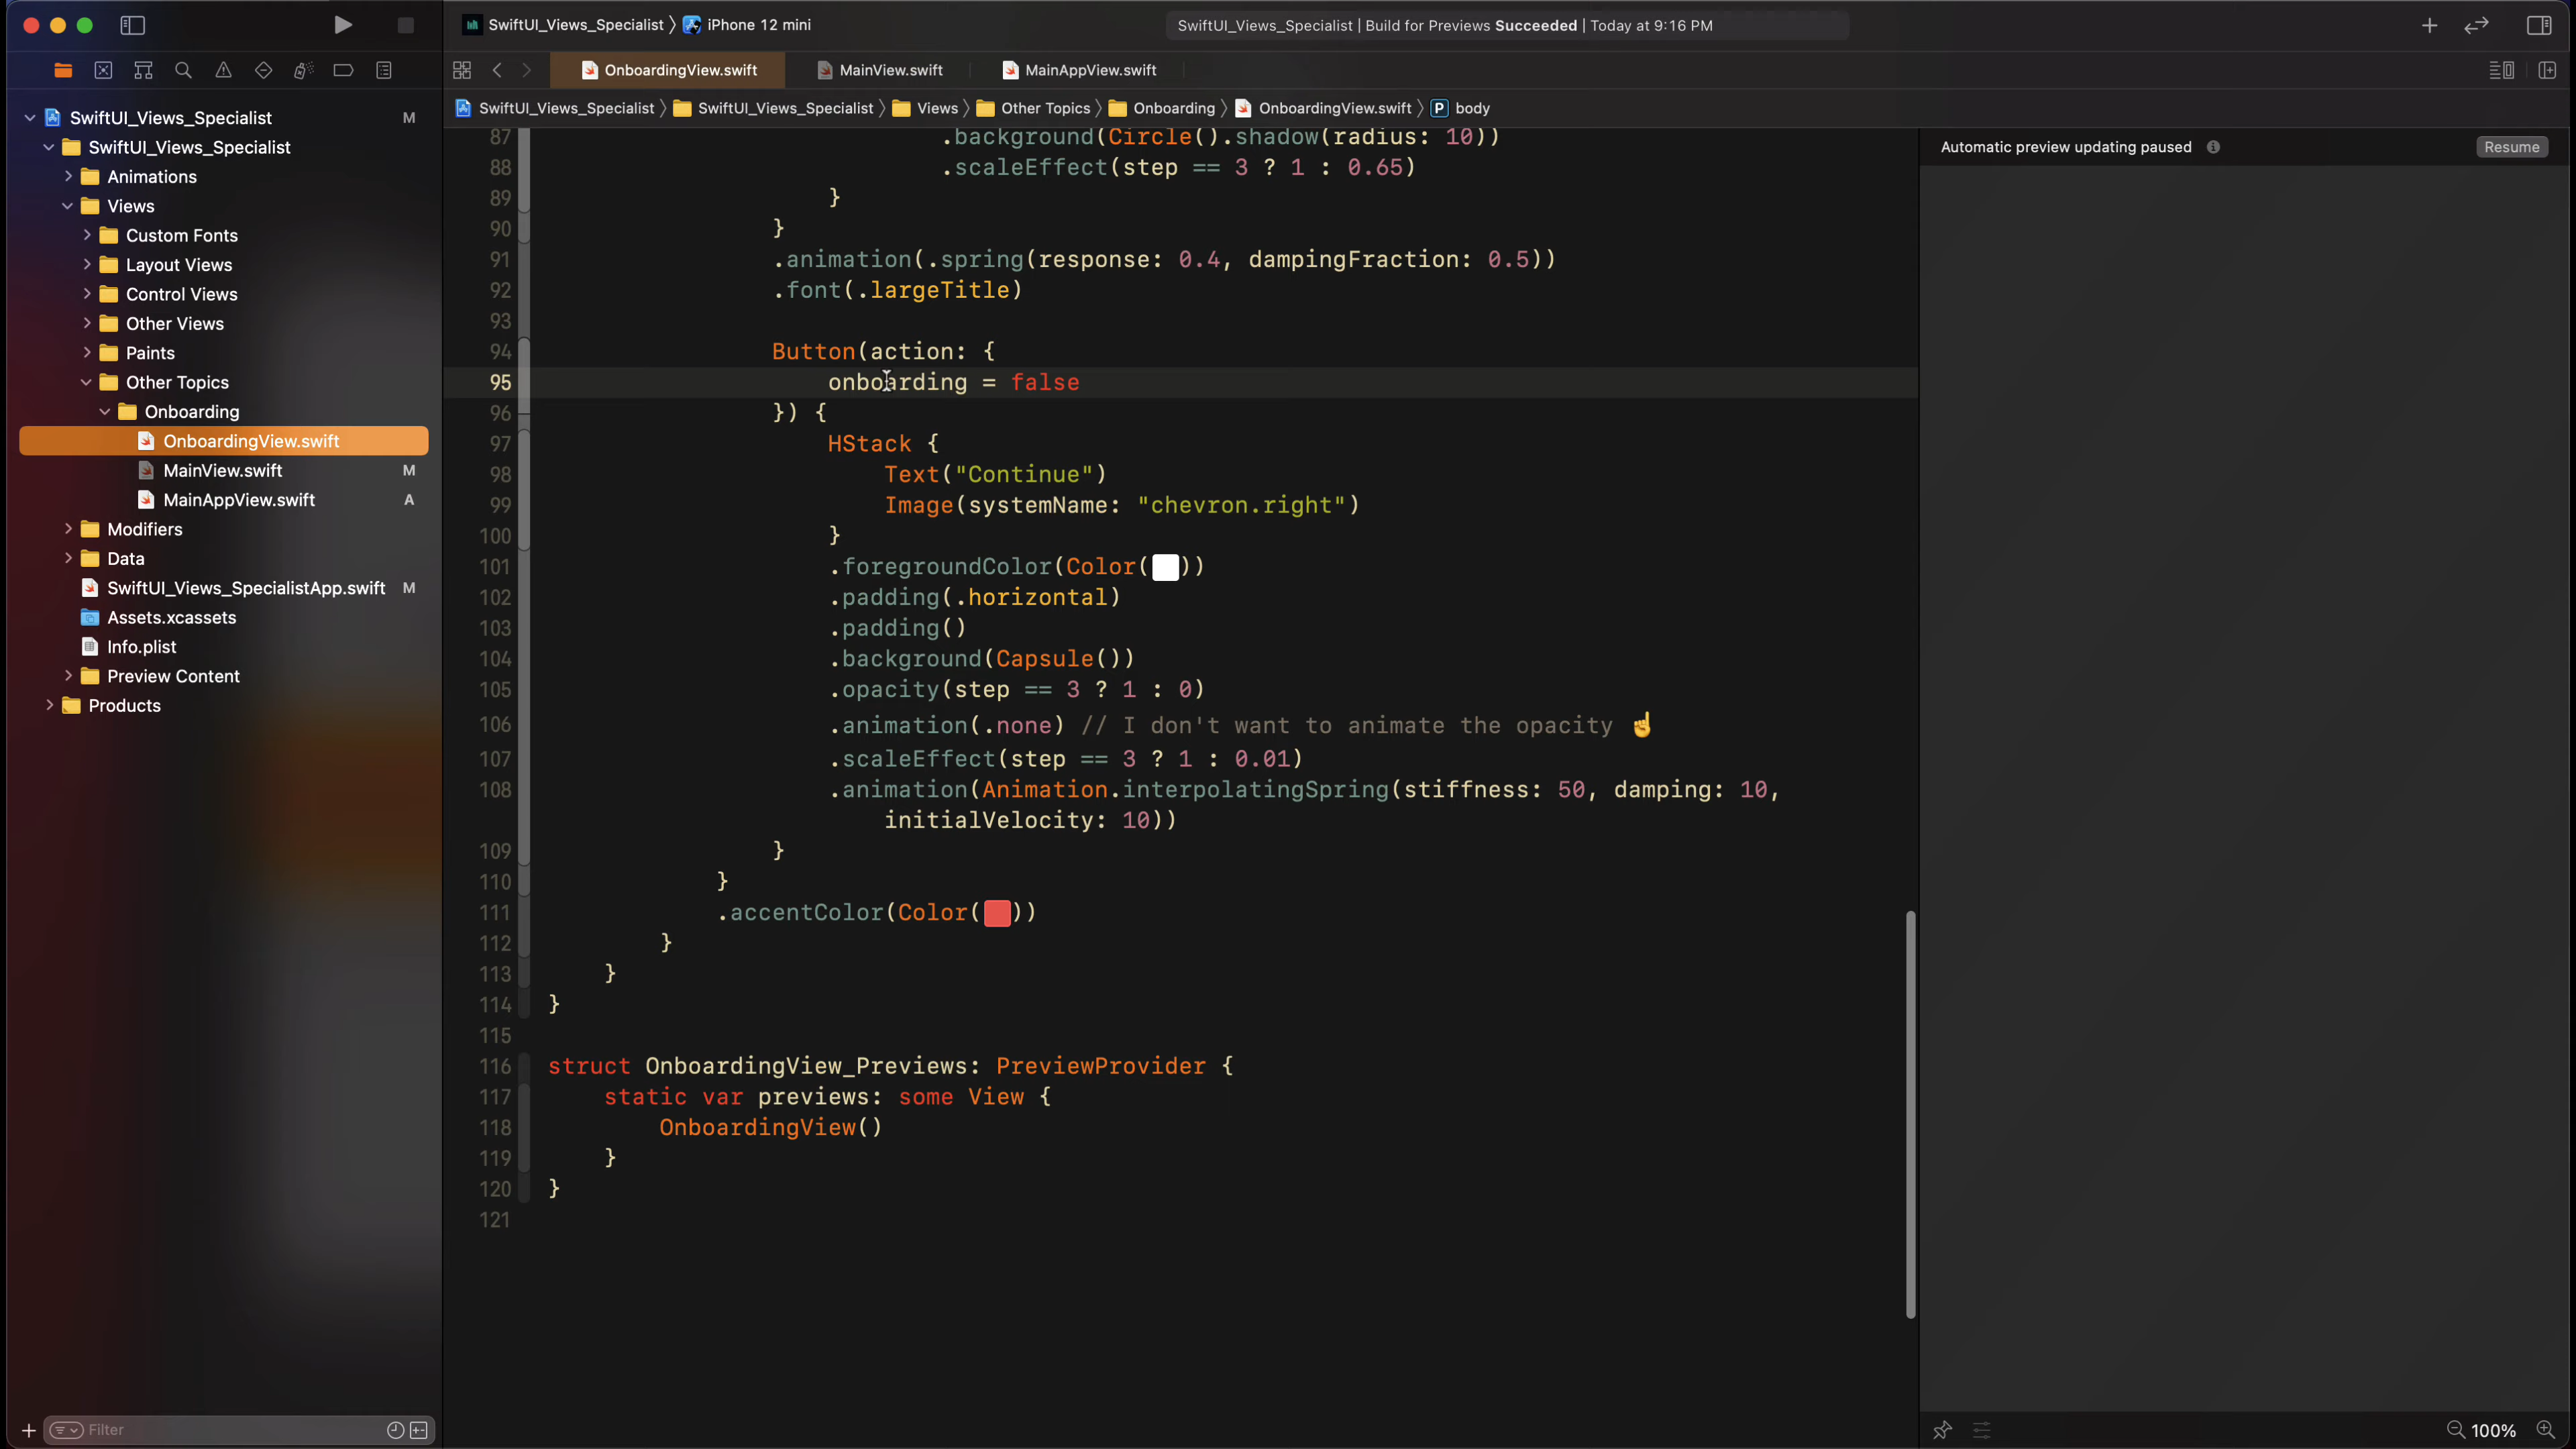 SwiftUI_Views_Specialist 〉 iPhone 12 mini
SwiftUI_Views_Specialist | Build for Previews Succeeded | Today at 9:16 PM
OnboardingView.swift
MainView.swift
MainAppView.swift
SwiftUI_Views_Specialist 〉 SwiftUI_Views_Specialist 〉 Views 〉 Other Topics 〉 Onboarding 〉 OnboardingView.swift 〉 P body
SwiftUI_Views_Specialist M
SwiftUI_Views_Specialist
Animations
Views
Custom Fonts
Layout Views
Control Views
Other Views
Paints
Other Topics
Onboarding
OnboardingView.swift
MainView.swift M
MainAppView.swift A
Modifiers
Data
SwiftUI_Views_SpecialistApp.swift M
Assets.xcassets
Info.plist
Preview Content
Products
Filter
87 .background(Circle().shadow(radius: 10))
88 .scaleEffect(step == 3 ? 1 : 0.65)
89 }
90 }
91 .animation(.spring(response: 0.4, dampingFraction: 0.5))
92 .font(.largeTitle)
93
94 Button(action: {
95 onboarding = false
96 }) {
97 HStack {
98 Text("Continue")
99 Image(systemName: "chevron.right")
100 }
101 .foregroundColor(Color( ))
102 .padding(.horizontal)
103 .padding()
104 .background(Capsule())
105 .opacity(step == 3 ? 1 : 0)
106 .animation(.none) // I don't want to animate the opacity ☝️
107 .scaleEffect(step == 3 ? 1 : 0.01)
108 .animation(Animation.interpolatingSpring(stiffness: 50, damping: 10,
initialVelocity: 10))
109 }
110 }
111 .accentColor(Color( ))
112 }
113 }
114 }
115
116 struct OnboardingView_Previews: PreviewProvider {
117 static var previews: some View {
118 OnboardingView()
119 }
120 }
121
Automatic preview updating paused
Resume
100%